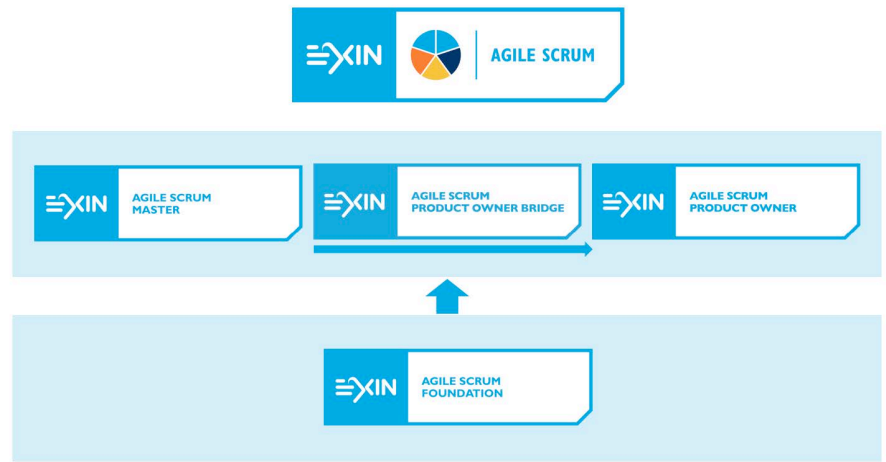 EXIN AGILE SCRUM
EXIN
AGILE SCRUM
MASTER
EXIN
AGILE SCRUM
PRODUCT OWNER BRIDGE
EXIN
AGILE SCRUM
PRODUCT OWNER
EXIN
AGILE SCRUM
FOUNDATION